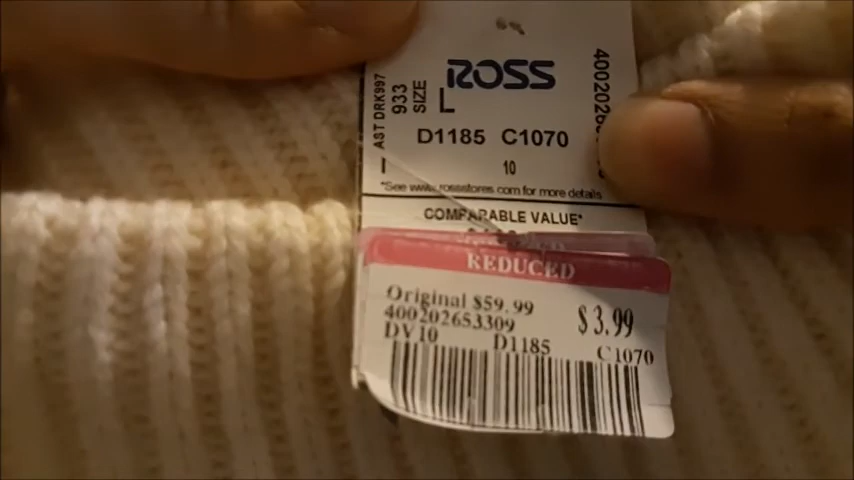 ROSS
AST DRK997
933
SIZE
L
D1185 C1070
10
*See www.rossstores.com for more details
COMPARABLE VALUE*
REDUCED
Original $59.99
400202653309
$3.99
DV10 D1185 C1070